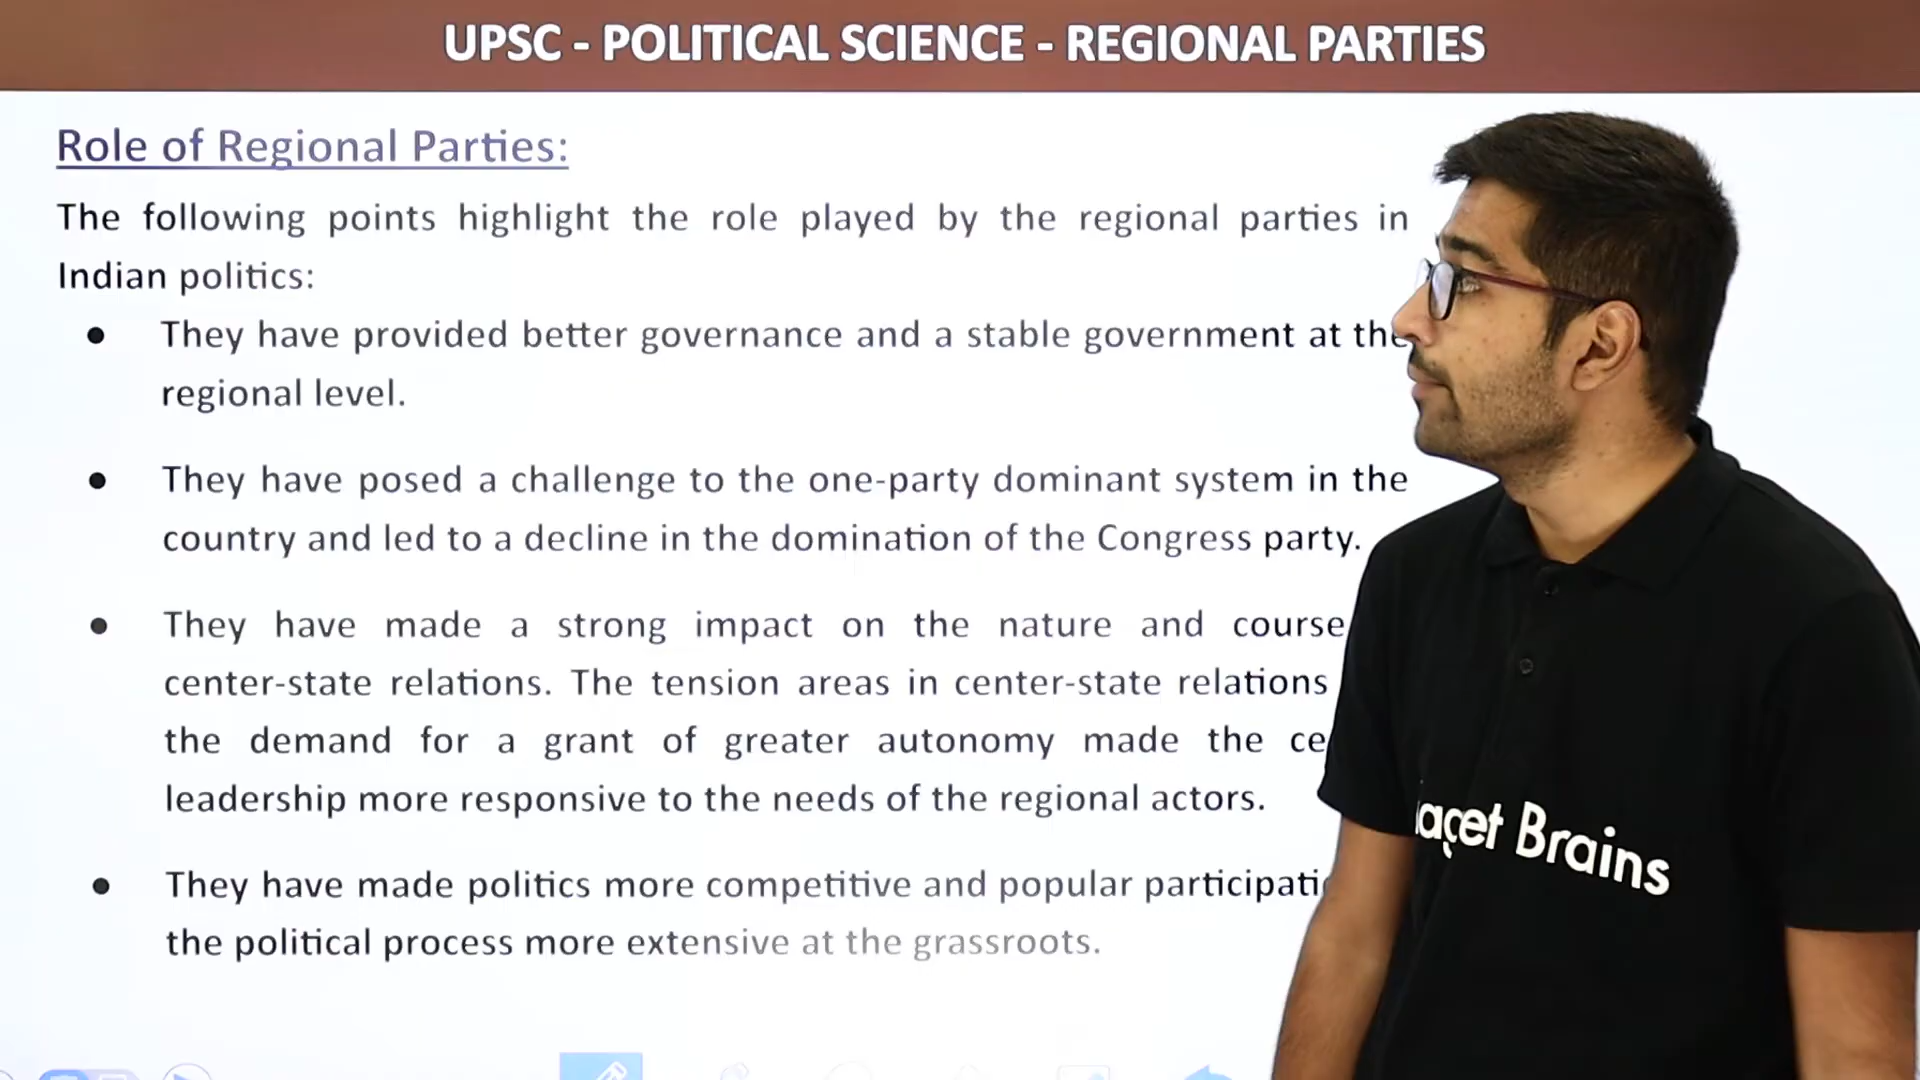 UPSC - POLITICAL SCIENCE - REGIONAL PARTIES
Role of Regional Parties:
The following points highlight the role played by the regional parties in
Indian politics:
● They have provided better governance and a stable government at the
regional level.
● They have posed a challenge to the one-party dominant system in the
country and led to a decline in the domination of the Congress party.
● They have made a strong impact on the nature and course
center-state relations. The tension areas in center-state relations
the demand for a grant of greater autonomy made the
leadership more responsive to the needs of the regional actors.
● They have made politics more competitive and popular
the political process more extensive at the grassroots.
Brains